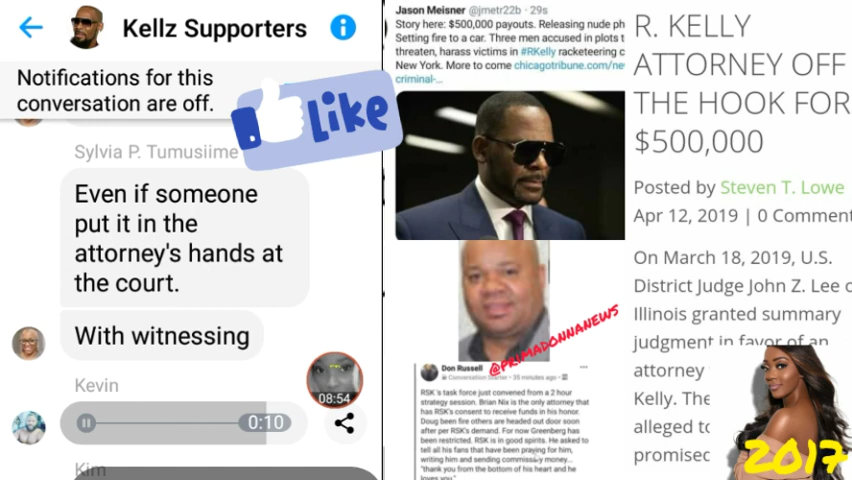 Kellz Supporters
Notifications for this
conversation are off.
Like
Sylvia P. Tumusiime
Even if someone
put it in the
attorney's hands at
the court.
With witnessing
Kevin
0:10
08:54
Kim
Jason Meisner @jmetr22b · 29s
Story here: $500,000 payouts. Releasing nude ph
Setting fire to a car. Three men accused in plots t
threaten, harass victims in #RKelly racketeering c
New York. More to come chicagotribune.com/ne
criminal-...
@PRIMADONNANEWS
Don Russell
Conversation Starter · 35 minutes ago
RSK's task force just convened from a 2 hour
strategy session. Brian Nix is the only attorney that
has RSK's consent to receive funds in his honor.
Doug been fire others are headed out door soon
after per RSK's demand. For now Greenberg has
been restricted. RSK is in good spirits. He asked to
tell all his fans that have been praying for him,
writing him and sending commissary money...
"thank you from the bottom of his heart and he
loves you."
R. KELLY
ATTORNEY OFF
THE HOOK FOR
$500,000
Posted by Steven T. Lowe
Apr 12, 2019 | 0 Comment
On March 18, 2019, U.S.
District Judge John Z. Lee o
Illinois granted summary
judgment in favor of an
attorney
Kelly. The
alleged to
promised
2017